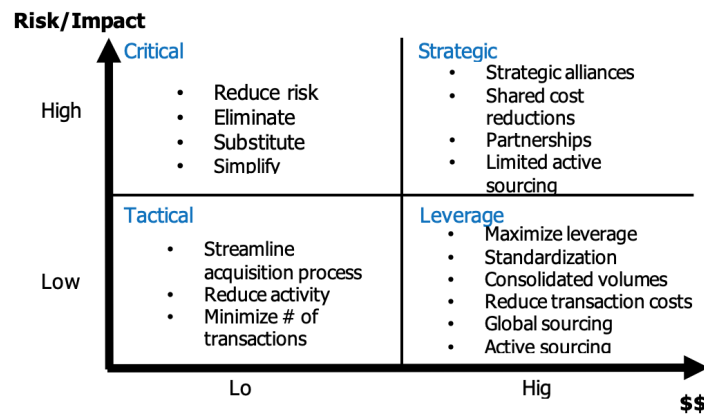 Risk/Impact
Critical
• Reduce risk
• Eliminate
• Substitute
• Simplify
Strategic
• Strategic alliances
• Shared cost
reductions
• Partnerships
• Limited active
sourcing
High
Tactical
• Streamline
acquisition process
• Reduce activity
• Minimize # of
transactions
Leverage
• Maximize leverage
• Standardization
• Consolidated volumes
• Reduce transaction costs
• Global sourcing
• Active sourcing
Low
Lo
Hig
$$